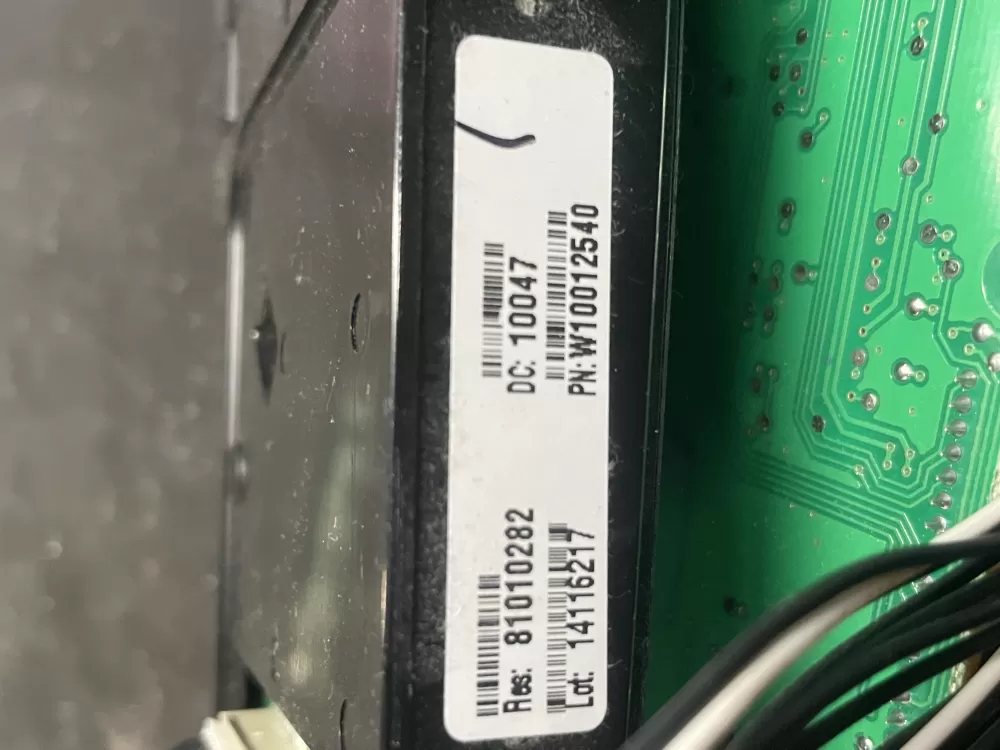 Res: 81010282
Lot: 14116217
DC: 10047
PN: W10012540